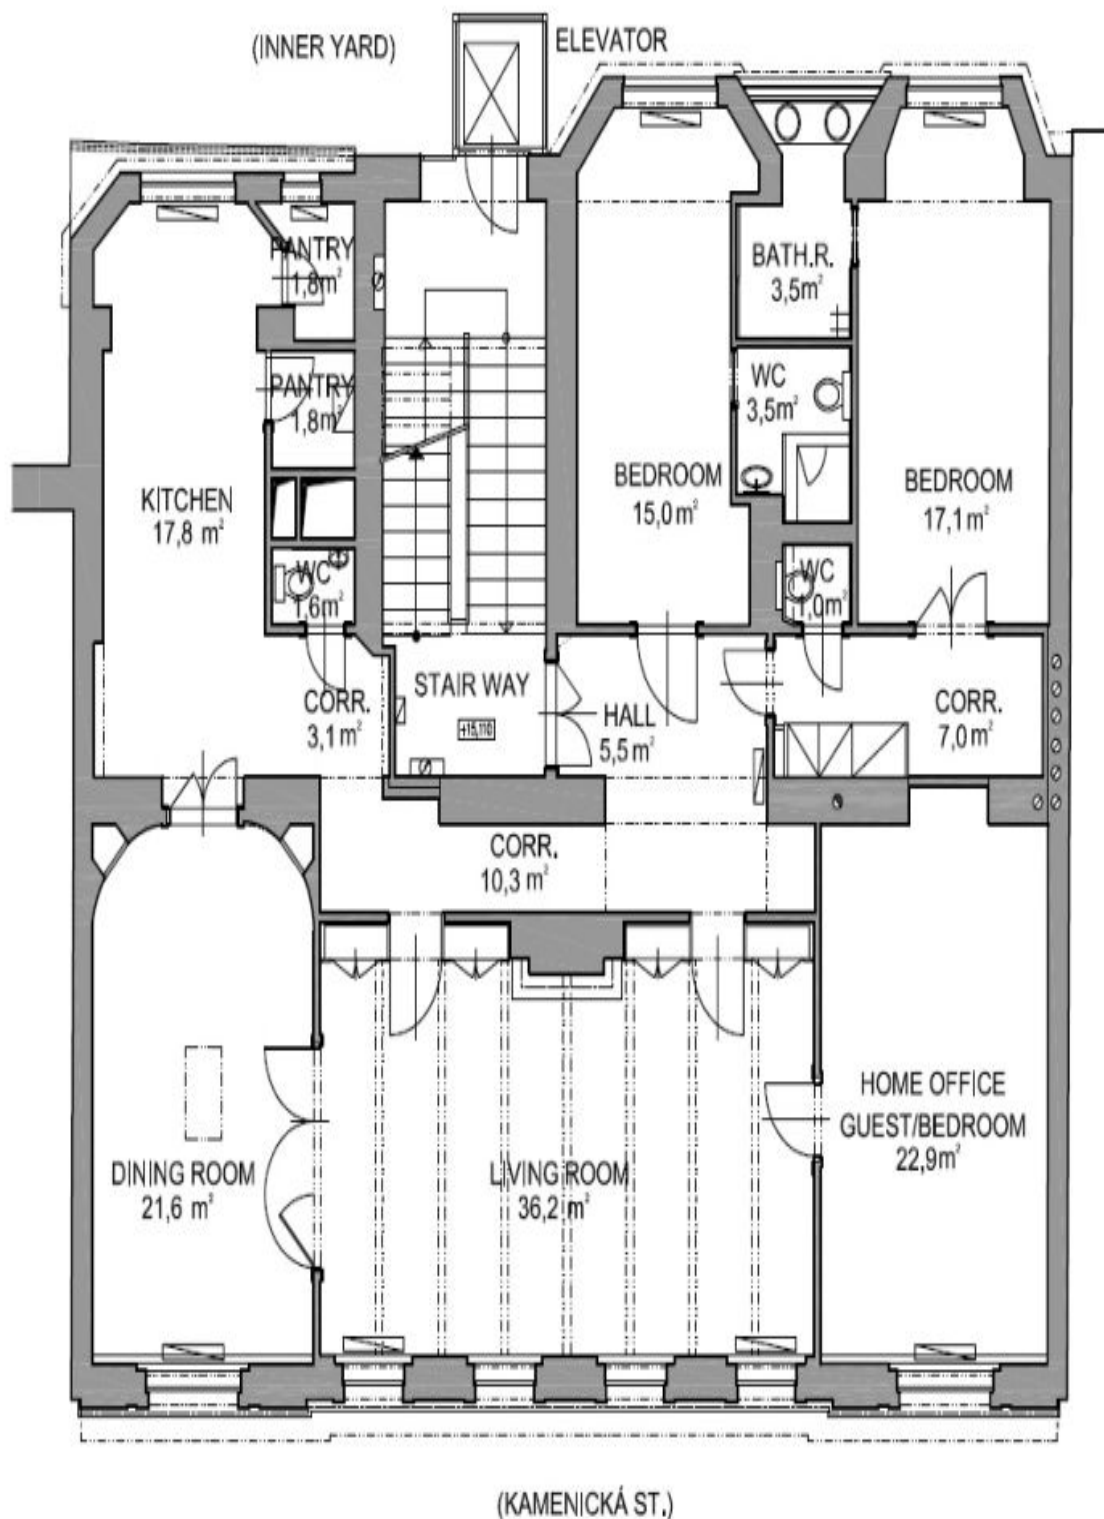 (INNER YARD)
ELEVATOR
PANTRY
1,8m²
BATH.R.
3,5m²
PANTRY
1,8m²
WC
3,5m²
KITCHEN
17,8 m²
BEDROOM
15,0m²
BEDROOM
17,1m²
WC
1,6m²
WC
1,0m²
CORR.
3,1m²
STAIR WAY
+15,110
HALL
5,5m²
CORR.
7,0m²
CORR.
10,3 m²
DINING ROOM
21,6 m²
LIVING ROOM
36,2 m²
HOME OFFICE
GUEST/BEDROOM
22,9m²
(KAMENICKÁ ST.)